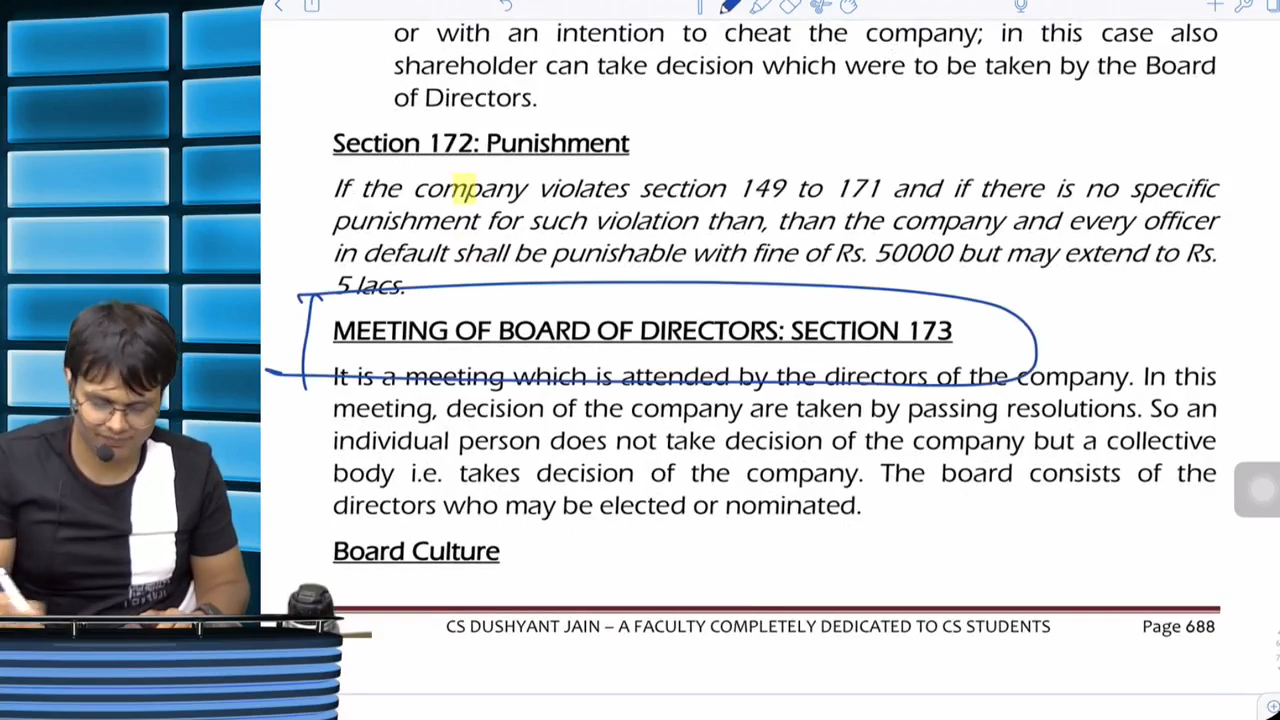 or with an intention to cheat the company; in this case also
shareholder can take decision which were to be taken by the Board
of Directors.
Section 172: Punishment
If the company violates section 149 to 171 and if there is no specific
punishment for such violation than, than the company and every officer
in default shall be punishable with fine of Rs. 50000 but may extend to Rs.
5 lacs.
MEETING OF BOARD OF DIRECTORS: SECTION 173
It is a meeting which is attended by the directors of the company. In this
meeting, decision of the company are taken by passing resolutions. So an
individual person does not take decision of the company but a collective
body i.e. takes decision of the company. The board consists of the
directors who may be elected or nominated.
Board Culture
CS DUSHYANT JAIN – A FACULTY COMPLETELY DEDICATED TO CS STUDENTS Page 688